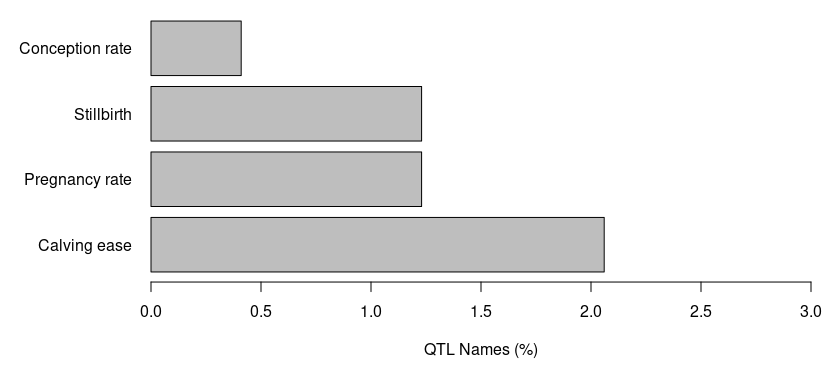 Conception rate
Stillbirth
Pregnancy rate
Calving ease
0.0 0.5 1.0 1.5 2.0 2.5 3.0
QTL Names (%)